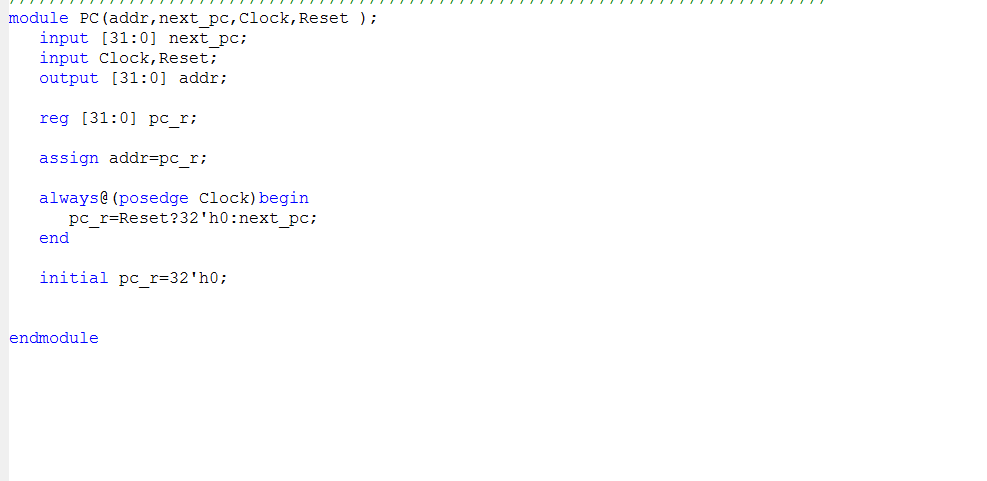 ////////////////////////////////////////////////////////////////////////////////
module PC(addr,next_pc,Clock,Reset );
input [31:0] next_pc;
input Clock,Reset;
output [31:0] addr;
reg [31:0] pc_r;
assign addr=pc_r;
always@(posedge Clock)begin
pc_r=Reset?32'h0:next_pc;
end
initial pc_r=32'h0;
endmodule